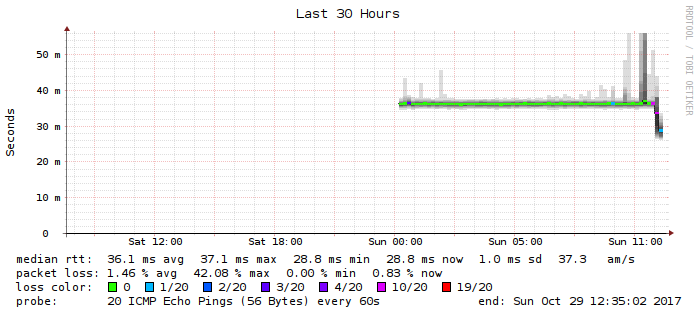 Last 30 Hours
RRDTOOL / TOBI OETIKER
Seconds
50 m
40 m
30 m
20 m
10 m
0
Sat 12:00 Sat 18:00 Sun 00:00 Sun 05:00 Sun 11:00
median rtt: 36.1 ms avg 37.1 ms max 28.8 ms min 28.8 ms now 1.0 ms sd 37.3 am/s
packet loss: 1.46 % avg 42.08 % max 0.00 % min 0.83 % now
loss color: 0 1/20 2/20 3/20 4/20 10/20 19/20
probe: 20 ICMP Echo Pings (56 Bytes) every 60s end: Sun Oct 29 12:35:02 2017